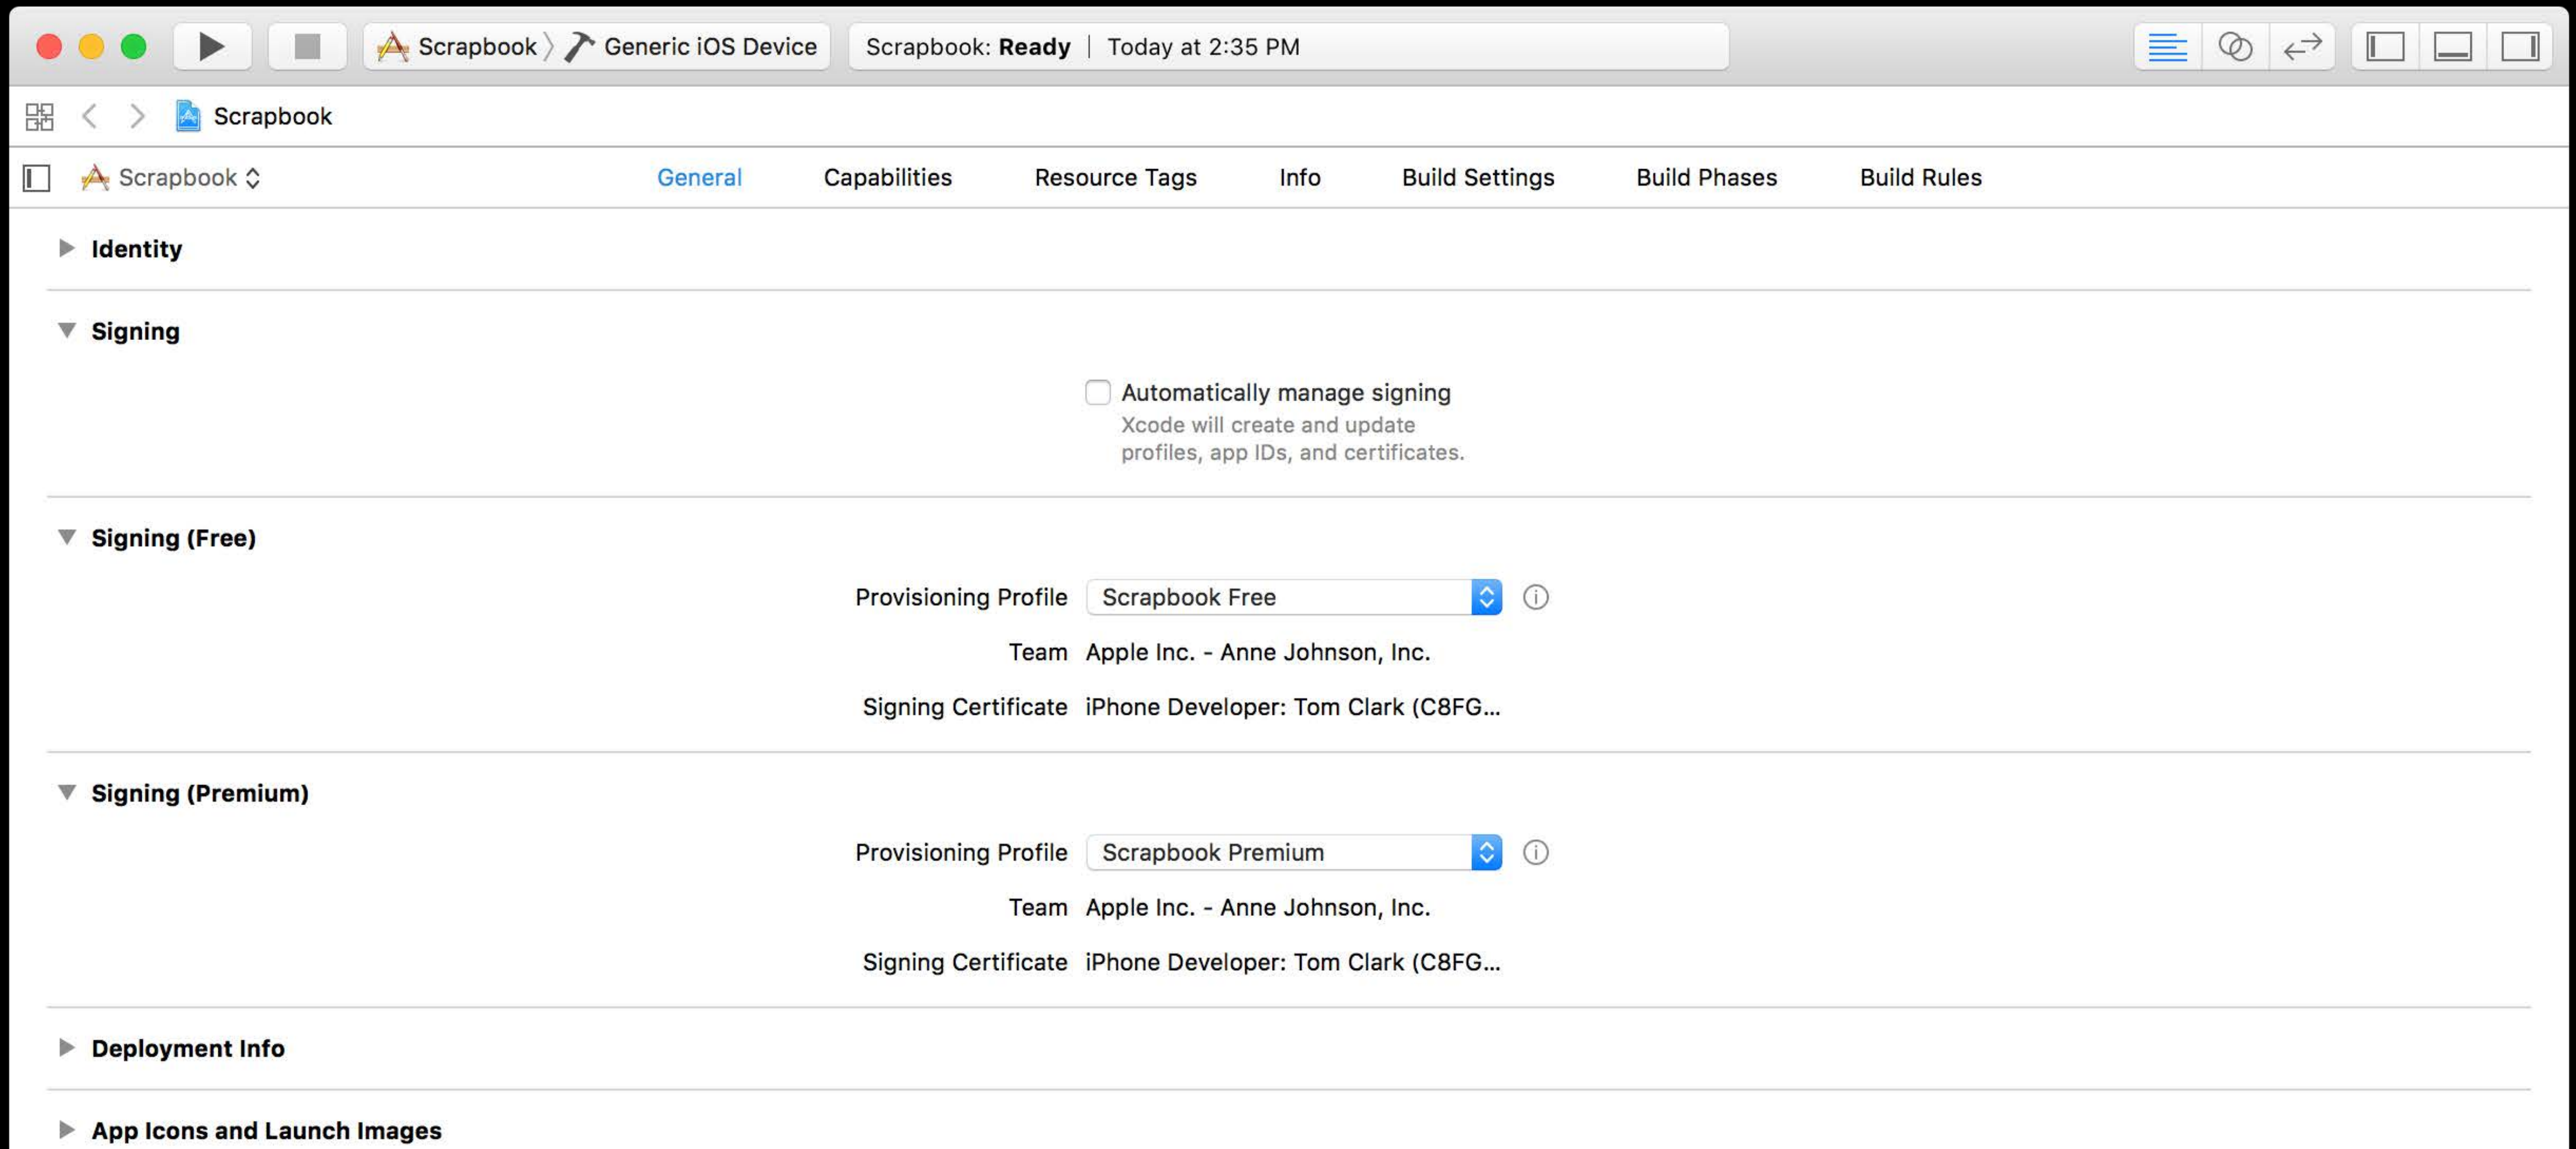 Scrapbook Generic iOS Device Scrapbook: Ready Today at 2:35 PM
Scrapbook
Scrapbook General Capabilities Resource Tags Info Build Settings Build Phases Build Rules
Identity
Signing
Automatically manage signing
Xcode will create and update
profiles, app IDs, and certificates.
Signing (Free)
Provisioning Profile Scrapbook Free
Team Apple Inc. - Anne Johnson, Inc.
Signing Certificate iPhone Developer: Tom Clark (C8FG...
Signing (Premium)
Provisioning Profile Scrapbook Premium
Team Apple Inc. - Anne Johnson, Inc.
Signing Certificate iPhone Developer: Tom Clark (C8FG...
Deployment Info
App Icons and Launch Images